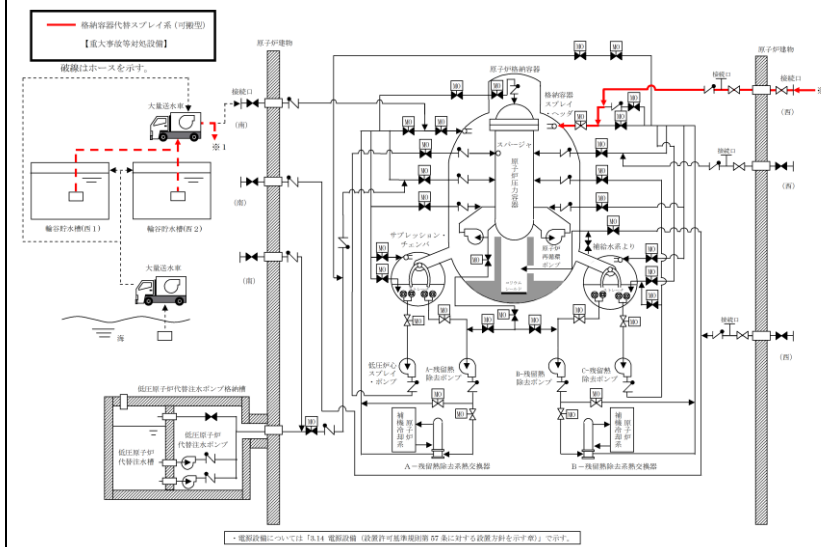 格納容器代替スプレイ系(可搬型)
【重大事故等対処設備】
破線はホースを示す。
原子炉建物
原子炉建物
原子炉格納容器
格納容器
スプレイ
・ヘッダ
接続口
接続口
接続口
※
(西)
大量送水車
(南)
※1
スパージャ
原子炉圧力容器
輪谷貯水槽(西1)
輪谷貯水槽(西2)
(南)
(西)
サプレッション・
チェンバ
原子炉
再循環
ポンプ
補給水系より
(南)
大量送水車
海
(西)
低圧炉心
スプレイ
・ポンプ
A-残留熱
除去ポンプ
B-残留熱
除去ポンプ
C-残留熱
除去ポンプ
低圧原子炉代替注水ポンプ格納槽
低圧原子炉
代替注水ポンプ
低圧原子炉
代替注水槽
原子炉
補機冷却系
原子炉
補機冷却系
A-残留熱除去系熱交換器
B-残留熱除去系熱交換器
・電源設備については「3.14 電源設備(設置許可基準規則第57条に対する設置方針を示す章)」で示す。